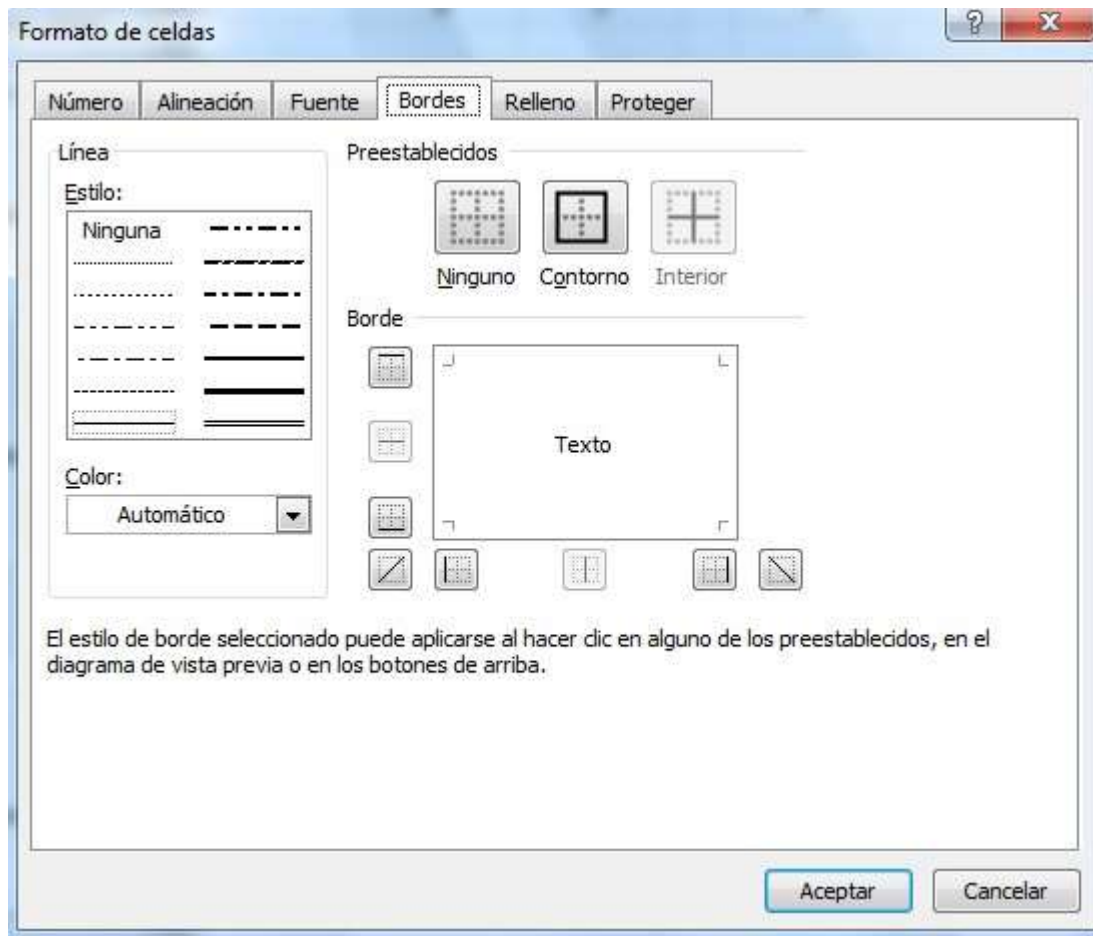 Formato de celdas
Número Alineación Fuente Bordes Relleno Proteger
Línea
Estilo:
Ninguna
Color:
Automático
Preestablecidos
Ninguno Contorno Interior
Borde
Texto
El estilo de borde seleccionado puede aplicarse al hacer clic en alguno de los preestablecidos, en el
diagrama de vista previa o en los botones de arriba.
Aceptar Cancelar